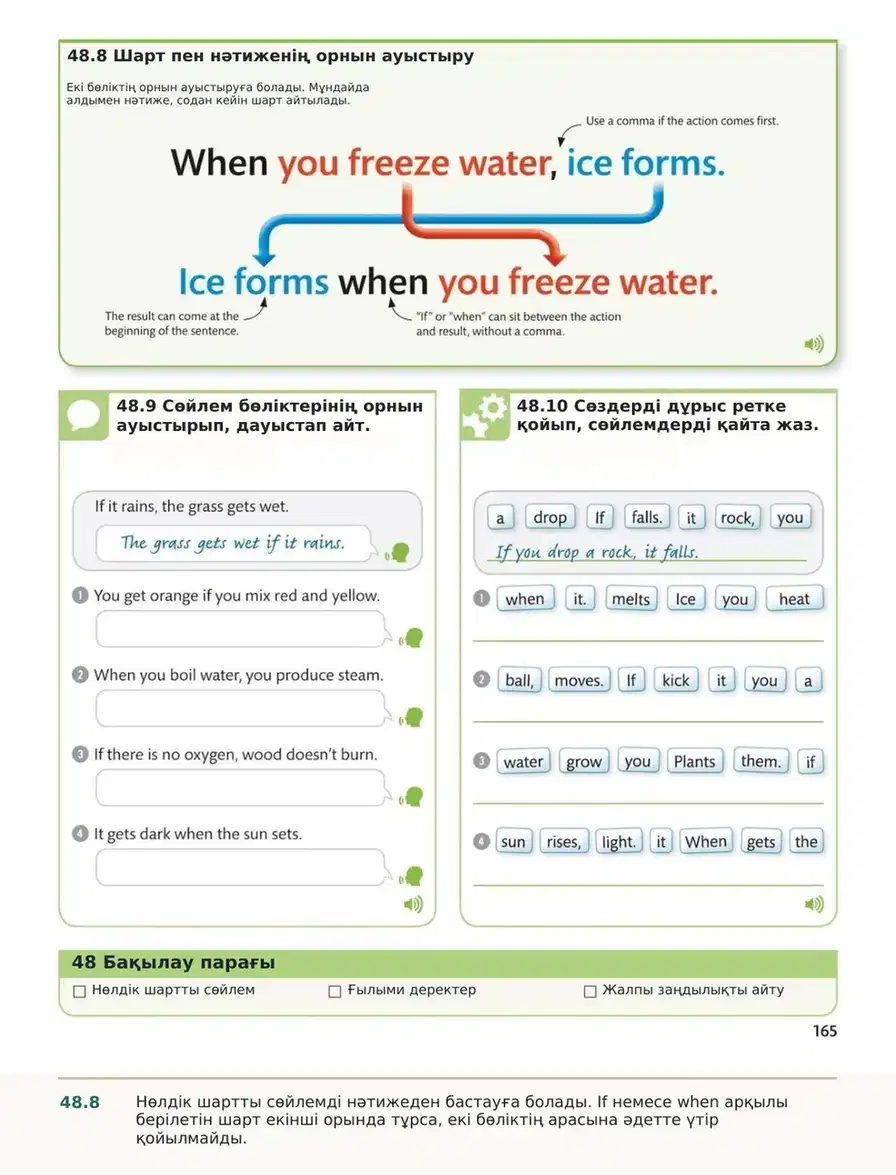 48.8 Шарт пен нәтиженің орнын ауыстыру
Екі бөліктің орнын ауыстыруға болады. Мұндайда
алдымен нәтиже, содан кейін шарт айтылады.
Use a comma if the action comes first.
When you freeze water, ice forms.
Ice forms when you freeze water.
The result can come at the
beginning of the sentence.
"If" or "when" can sit between the action
and result, without a comma.
48.9 Сөйлем бөліктерінің орнын
ауыстырып, дауыстап айт.
If it rains, the grass gets wet.
The grass gets wet if it rains.
1 You get orange if you mix red and yellow.
2 When you boil water, you produce steam.
3 If there is no oxygen, wood doesn't burn.
4 It gets dark when the sun sets.
48.10 Сөздерді дұрыс ретке
қойып, сөйлемдерді қайта жаз.
a drop If falls. it rock, you
If you drop a rock, it falls.
1 when it. melts Ice you heat
2 ball, moves. If kick it you a
3 water grow you Plants them. if
4 sun rises, light. it When gets the
48 Бақылау парағы
Нөлдік шартты сөйлем
Ғылыми деректер
Жалпы заңдылықты айту
165
48.8 Нөлдік шартты сөйлемді нәтижеден бастауға болады. If немесе when арқылы
берілетін шарт екінші орында тұрса, екі бөліктің арасына әдетте үтір
қойылмайды.